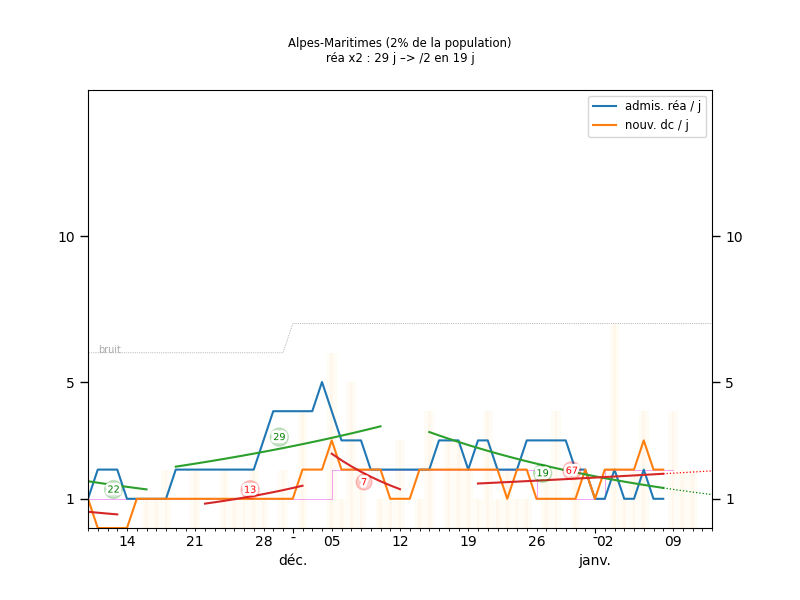 Alpes-Maritimes (2% de la population)
réa x2 : 29 j –> /2 en 19 j
admis. réa / j
nouv. dc / j
10 10
bruit
5 5
29
67
19
7
22 13
1 1
14 21 28 - 05 12 19 26 - 02 09
déc. janv.